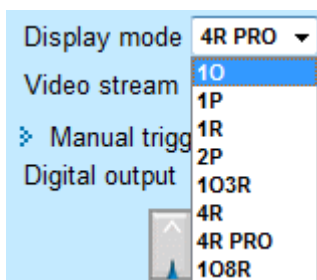 Display mode 4R PRO
Video stream
Manual trigg
Digital output
1O
1P
1R
2P
1O3R
4R
4R PRO
1O8R